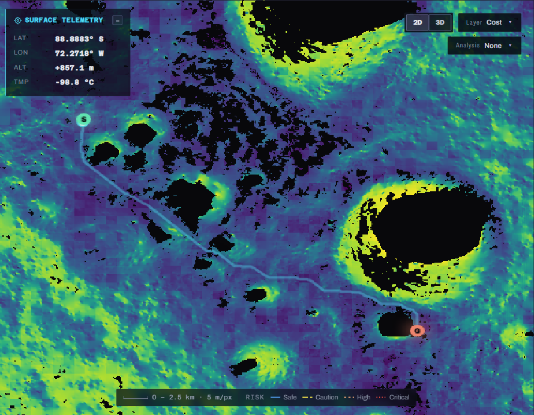 SURFACE TELEMETRY –
LAT 88.8683° S
LON 72.2718° W
ALT +857.1 m
TMP -98.8 °C
2D 3D
Layer Cost
Analysis None
S
G
0 – 2.5 km · 5 m/px RISK Safe Caution High Critical